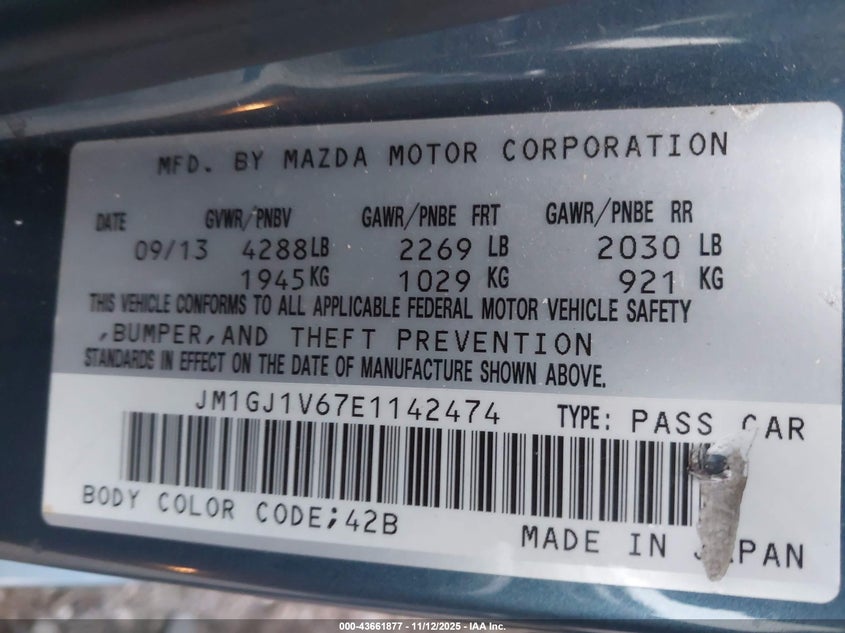 MFD. BY MAZDA MOTOR CORPORATION
DATE GVWR/PNBV GAWR/PNBE FRT GAWR/PNBE RR
09/13 4288LB 2269 LB 2030 LB
1945KG 1029 KG 921 KG
THIS VEHICLE CONFORMS TO ALL APPLICABLE FEDERAL MOTOR VEHICLE SAFETY
,BUMPER,AND THEFT PREVENTION
STANDARDS IN EFFECT ON THE DATE OF MANUFACTURE SHOWN ABOVE.
JM1GJ1V67E1142474 TYPE: PASS CAR
BODY COLOR CODE;42B
MADE IN JAPAN
000-43661877 - 11/12/2025 - IAA Inc.